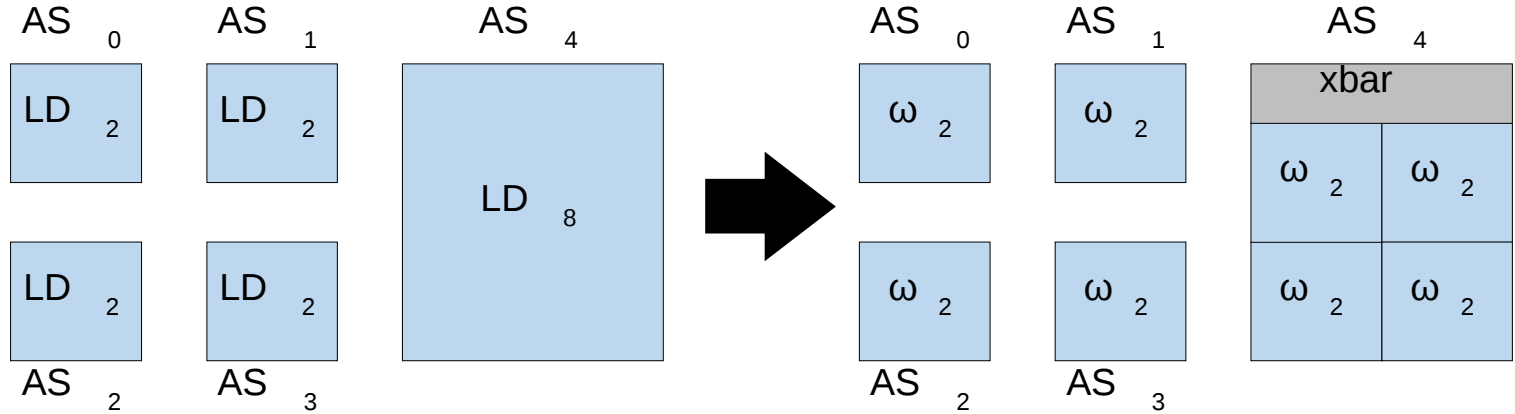 AS 0 AS 1 AS 4 AS 0 AS 1 AS 4
xbar
LD 2 LD 2 ω 2 ω 2
ω 2 ω 2
LD 8
LD 2 LD 2 ω 2 ω 2 ω 2 ω 2
AS 2 AS 3 AS 2 AS 3